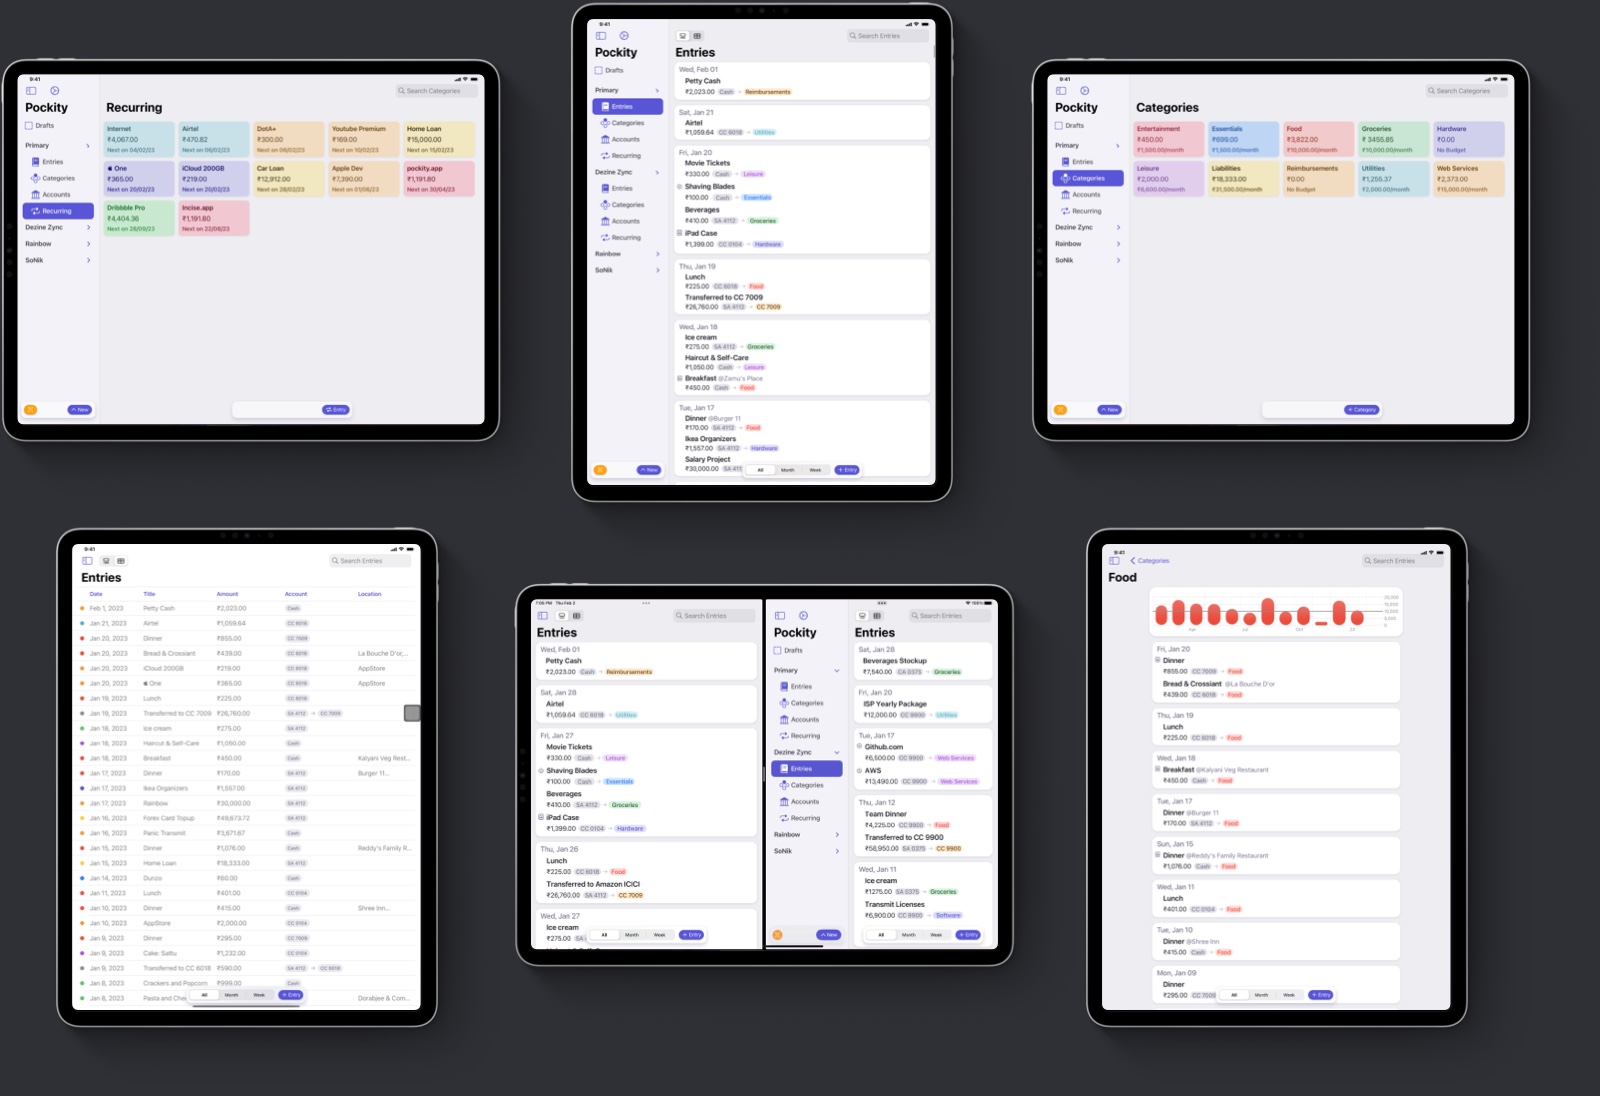 9:41
Search Categories
Pockity
Recurring
Drafts
Primary
Entries
Categories
Accounts
Recurring
Dezine Zync
Rainbow
SoNik
New
Internet
₹4,067.00
Next on 04/02/23
Airtel
₹470.82
Next on 06/02/23
DotA+
₹300.00
Next on 06/02/23
Youtube Premium
₹169.00
Next on 10/02/23
Home Loan
₹15,000.00
Next on 15/02/23
One
₹365.00
Next on 20/02/23
iCloud 200GB
₹219.00
Next on 20/02/23
Car Loan
₹12,912.00
Next on 28/02/23
Apple Dev
₹7,390.00
Next on 01/08/23
pockity.app
₹1,191.80
Next on 30/04/23
Dribbble Pro
₹4,404.36
Next on 28/09/23
Incise.app
₹1,191.80
Next on 22/08/23
Entry
9:41
Search Entries
Pockity
Entries
Drafts
Primary
Entries
Categories
Accounts
Recurring
Dezine Zync
Entries
Categories
Accounts
Recurring
Rainbow
SoNik
New
Wed, Feb 01
Petty Cash
₹2,023.00 Cash → Reimbursements
Sat, Jan 21
Airtel
₹1,059.64 CC 6018 → Utilities
Fri, Jan 20
Movie Tickets
₹330.00 Cash → Leisure
Shaving Blades
₹100.00 Cash → Essentials
Beverages
₹410.00 SA 4112 → Groceries
iPad Case
₹1,399.00 CC 0104 → Hardware
Thu, Jan 19
Lunch
₹225.00 CC 6018 → Food
Transferred to CC 7009
₹26,760.00 SA 4112 → CC 7009
Wed, Jan 18
Ice cream
₹275.00 SA 4112 → Groceries
Haircut & Self-Care
₹1,050.00 Cash → Leisure
Breakfast @Zamu's Place
₹450.00 Cash → Food
Tue, Jan 17
Dinner @Burger 11
₹170.00 SA 4112 → Food
Ikea Organizers
₹1,557.00 SA 4112 → Hardware
Salary Project
₹30,000.00 SA 411
All Month Week + Entry
9:41
Search Categories
Pockity
Categories
Drafts
Primary
Entries
Categories
Accounts
Recurring
Dezine Zync
Rainbow
SoNik
New
Entertainment
₹450.00
₹1,500.00/month
Essentials
₹699.00
₹1,500.00/month
Food
₹3,822.00
₹10,000.00/month
Groceries
₹ 3455.85
₹10,000.00/month
Hardware
₹0.00
No Budget
Leisure
₹2,000.00
₹6,600.00/month
Liabilities
₹18,333.00
₹31,500.00/month
Reimbursements
₹0.00
No Budget
Utilities
₹1,255.37
₹2,000.00/month
Web Services
₹2,373.00
₹15,000.00/month
+ Category
9:41
Search Entries
Entries
Date Title Amount Account Location
Feb 1, 2023 Petty Cash ₹2,023.00 Cash
Jan 21, 2023 Airtel ₹1,059.64 CC 6018
Jan 20, 2023 Dinner ₹855.00 CC 7009
Jan 20, 2023 Bread & Crossiant ₹439.00 CC 6018 La Bouche D'or,...
Jan 20, 2023 iCloud 200GB ₹219.00 CC 6018 AppStore
Jan 20, 2023 One ₹365.00 CC 6018 AppStore
Jan 19, 2023 Lunch ₹225.00 CC 6018
Jan 19, 2023 Transferred to CC 7009 ₹26,760.00 SA 4112 → CC 7009
Jan 18, 2023 Ice cream ₹275.00 SA 4112
Jan 18, 2023 Haircut & Self-Care ₹1,050.00 Cash
Jan 18, 2023 Breakfast ₹450.00 Cash Kalyani Veg Rest...
Jan 17, 2023 Dinner ₹170.00 SA 4112 Burger 11...
Jan 17, 2023 Ikea Organizers ₹1,557.00 SA 4112
Jan 17, 2023 Rainbow ₹30,000.00 SA 4112
Jan 16, 2023 Forex Card Topup ₹49,673.72 SA 4112
Jan 16, 2023 Panic Transmit ₹3,671.67 CC 0104
Jan 15, 2023 Dinner ₹1,076.00 Cash Reddy's Family R...
Jan 15, 2023 Home Loan ₹18,333.00 SA 4112
Jan 14, 2023 Dunzo ₹60.00 Cash
Jan 11, 2023 Lunch ₹401.00 CC 0104
Jan 10, 2023 Dinner ₹415.00 Cash Shree Inn...
Jan 10, 2023 AppStore ₹2,000.00 CC 0104
Jan 9, 2023 Dinner ₹295.00 CC 7009
Jan 9, 2023 Cake: Sattu ₹1,232.00 CC 0104
Jan 9, 2023 Transferred to CC 6018 ₹590.00 SA 4112 → CC 6018
Jan 8, 2023 Crackers and Popcorn ₹999.00 Cash
Jan 8, 2023 Pasta and Chee Dorabjee & Com...
All Month Week + Entry
7:05 PM Thu Feb 2
Search Entries
Entries
Wed, Feb 01
Petty Cash
₹2,023.00 Cash → Reimbursements
Sat, Jan 28
Airtel
₹1,059.64 CC 6018 → Utilities
Fri, Jan 27
Movie Tickets
₹330.00 Cash → Leisure
Shaving Blades
₹100.00 Cash → Essentials
Beverages
₹410.00 SA 4112 → Groceries
iPad Case
₹1,399.00 CC 0104 → Hardware
Thu, Jan 26
Lunch
₹225.00 CC 6018 → Food
Transferred to Amazon ICICI
₹26,760.00 SA 4112 → CC 7009
Wed, Jan 27
Ice cream
₹275.00 SA
All Month Week + Entry
100%
Pockity
Drafts
Primary
Entries
Categories
Accounts
Recurring
Dezine Zync
Entries
Categories
Accounts
Recurring
Rainbow
SoNik
New
Search Entries
Entries
Sat, Jan 28
Beverages Stockup
₹7,540.00 CA 0375 → Groceries
Fri, Jan 20
ISP Yearly Package
₹12,000.00 CC 9900 → Utilities
Tue, Jan 17
Github.com
₹6,500.00 CC 9900 → Web Services
AWS
₹13,490.00 CC 9900 → Web Services
Thu, Jan 12
Team Dinner
₹4,225.00 CC 9900 → Food
Transferred to CC 9900
₹58,950.00 SA 0375 → CC 9900
Wed, Jan 11
Ice cream
₹1275.00 SA 0375 → Groceries
Transmit Licenses
₹6,900.00 CC 9900 → Software
All Month Week + Entry
9:41
Categories
Search Entries
Food
20,000
15,000
10,000
5,000
0
Apr Jul Oct 23
Fri, Jan 20
Dinner
₹855.00 CC 7009 → Food
Bread & Crossiant @La Bouche D'or
₹439.00 CC 6018 → Food
Thu, Jan 19
Lunch
₹225.00 CC 6018 → Food
Wed, Jan 18
Breakfast @Kalyani Veg Restaurant
₹450.00 Cash → Food
Tue, Jan 17
Dinner @Burger 11
₹170.00 SA 4112 → Food
Sun, Jan 15
Dinner @Reddy's Family Restaurant
₹1,076.00 Cash → Food
Wed, Jan 11
Lunch
₹401.00 CC 0104 → Food
Tue, Jan 10
Dinner @Shree Inn
₹415.00 Cash → Food
Mon, Jan 09
Dinner
₹295.00 CC 7009
All Month Week + Entry